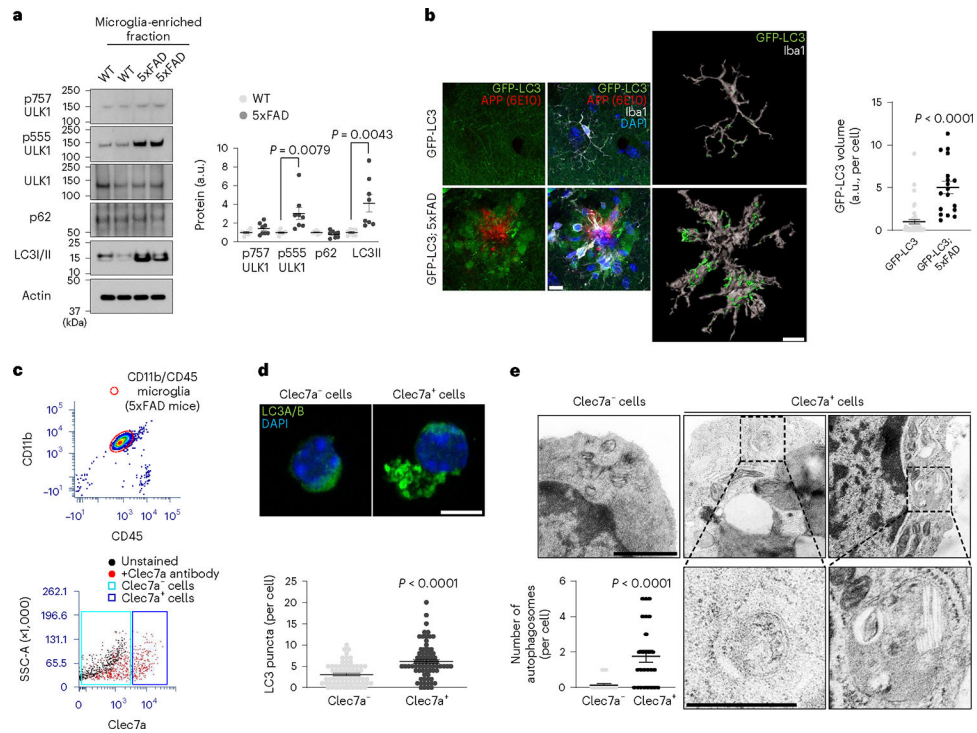 a
Microglia-enriched
fraction
WT
WT
5xFAD
5xFAD
p757
ULK1
250
150
100
p555
ULK1
250
150
100
ULK1
250
150
100
p62
50
LC3I/II
25
15
Actin
50
37
(kDa)
WT
5xFAD
P = 0.0043
P = 0.0079
Protein (a.u.)
10
8
6
4
2
0
p757
ULK1
p555
ULK1
p62
LC3II
b
GFP-LC3
APP (6E10)
GFP-LC3
APP (6E10)
Iba1
DAPI
GFP-LC3
Iba1
GFP-LC3
GFP-LC3; 5xFAD
GFP-LC3 volume
(a.u. per cell)
15
10
5
0
P < 0.0001
GFP-LC3
GFP-LC3;
5xFAD
c
CD11b/CD45
microglia
(5xFAD mice)
CD11b
10⁵
10⁴
10³
–10¹
–10¹
10³
10⁴
10⁵
CD45
Unstained
+Clec7a antibody
Clec7a⁻ cells
Clec7a⁺ cells
SSC-A (×1,000)
262.1
196.6
131.1
65.5
0
0
10³
10⁴
Clec7a
d
Clec7a⁻ cells
Clec7a⁺ cells
LC3A/B
DAPI
LC3 puncta (per cell)
25
20
15
10
5
0
P < 0.0001
Clec7a⁻
Clec7a⁺
e
Clec7a⁻ cells
Clec7a⁺ cells
Number of
autophagosomes
(per cell)
6
4
2
0
P < 0.0001
Clec7a⁻
Clec7a⁺